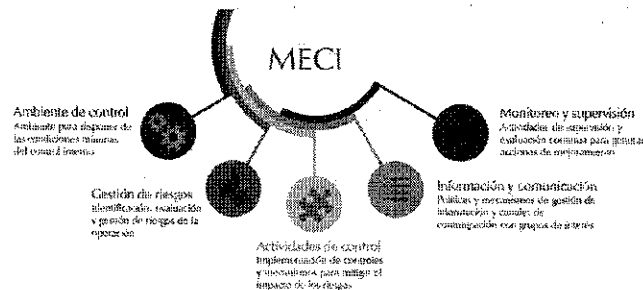 MECI
Ambiente de control
Ambiente para disponer de
las condiciones mínimas
del control interno
Gestión de riesgos
Identificación, evaluación
y gestión de riesgos de la
operación
Actividades de control
Implementación de controles
y mecanismos para mitigar el
impacto de los riesgos
Información y comunicación
Políticas y mecanismos de gestión de
información y canales de
comunicación con grupos de interés
Monitoreo y supervisión
Actividades de supervisión y
evaluación continua para generar
acciones de mejoramiento